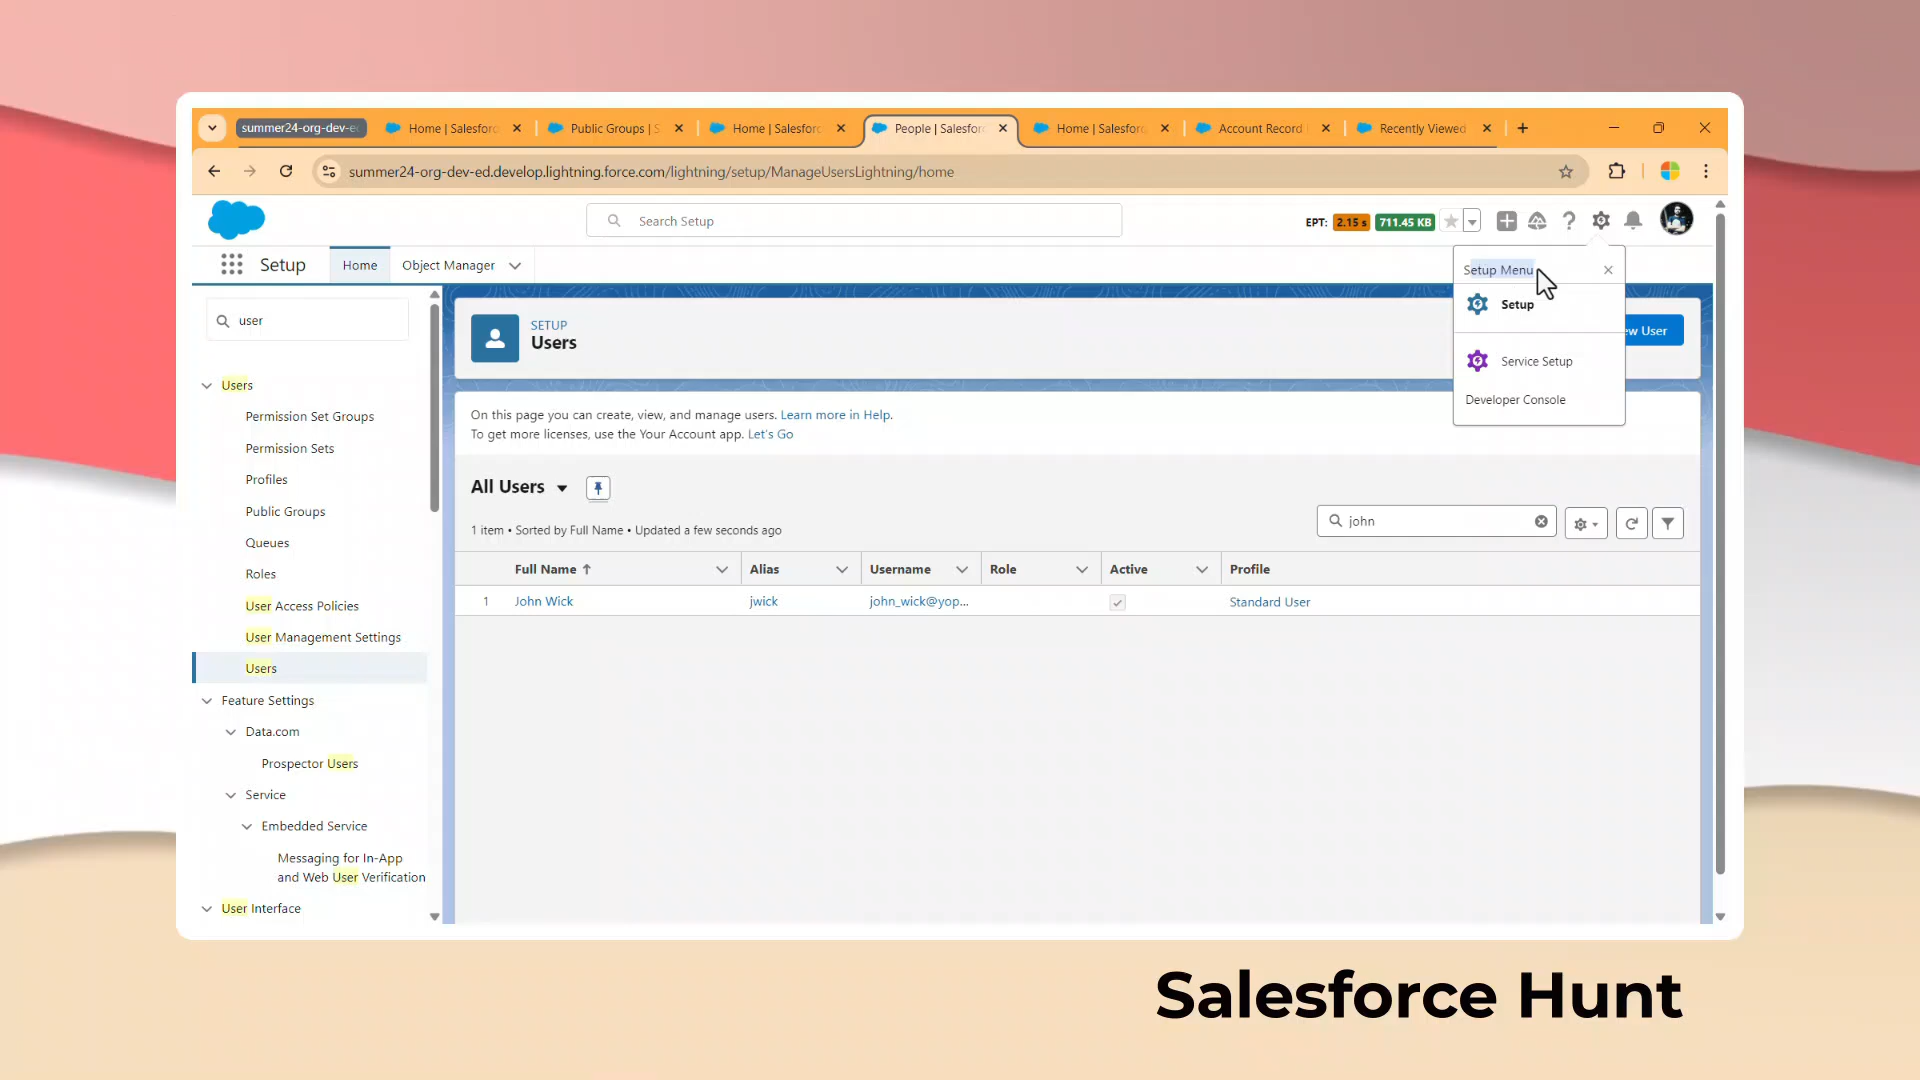 summer24-org-dev-ec
Home | Salesforc
Public Groups | S
Home | Salesforc
People | Salesfor
Home | Salesforc
Account Record
Recently Viewed
summer24-org-dev-ed.develop.lightning.force.com/lightning/setup/ManageUsersLightning/home
Search Setup
EPT: 2.15 s 711.45 KB
Setup
Home
Object Manager
Setup Menu
Setup
Service Setup
Developer Console
user
Users
Permission Set Groups
Permission Sets
Profiles
Public Groups
Queues
Roles
User Access Policies
User Management Settings
Users
Feature Settings
Data.com
Prospector Users
Service
Embedded Service
Messaging for In-App
and Web User Verification
User Interface
SETUP
Users
ew User
On this page you can create, view, and manage users. Learn more in Help.
To get more licenses, use the Your Account app. Let's Go
All Users
1 item • Sorted by Full Name • Updated a few seconds ago
john
Full Name Alias Username Role Active Profile
1 John Wick jwick john_wick@yop... Standard User
Salesforce Hunt